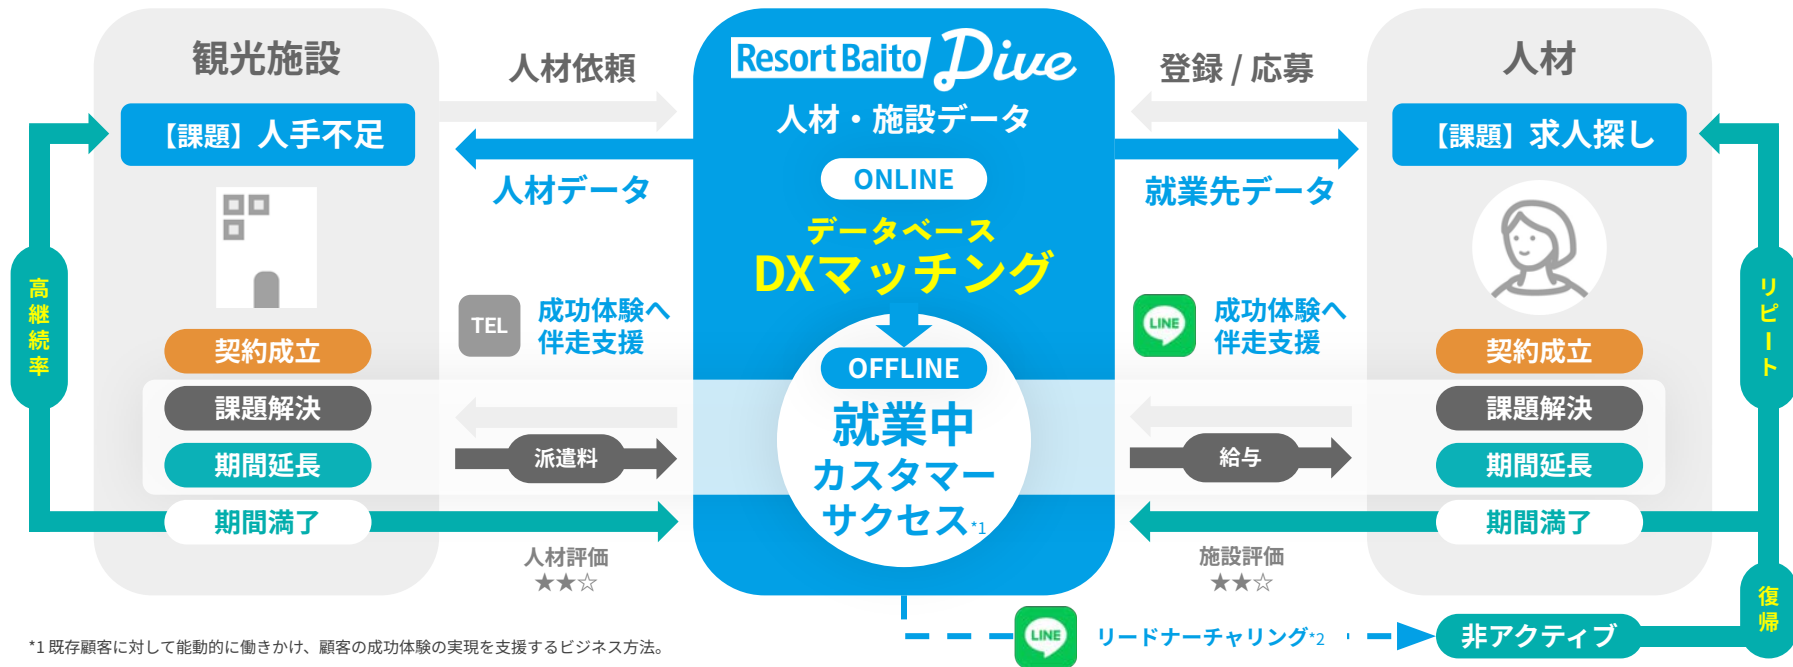 観光施設
【課題】人手不足
高継続率
契約成立
課題解決
期間延長
期間満了
人材依頼
人材データ
TEL
成功体験へ
伴走支援
派遣料
人材評価
★★☆
Resort Baito Dive
人材・施設データ
ONLINE
データベース
DXマッチング
OFFLINE
就業中
カスタマー
サクセス*1
登録 / 応募
就業先データ
LINE
成功体験へ
伴走支援
給与
施設評価
★★☆
人材
【課題】求人探し
リピート
契約成立
課題解決
期間延長
期間満了
復帰
LINE
リードナーチャリング*2
非アクティブ
*1 既存顧客に対して能動的に働きかけ、顧客の成功体験の実現を支援するビジネス方法。